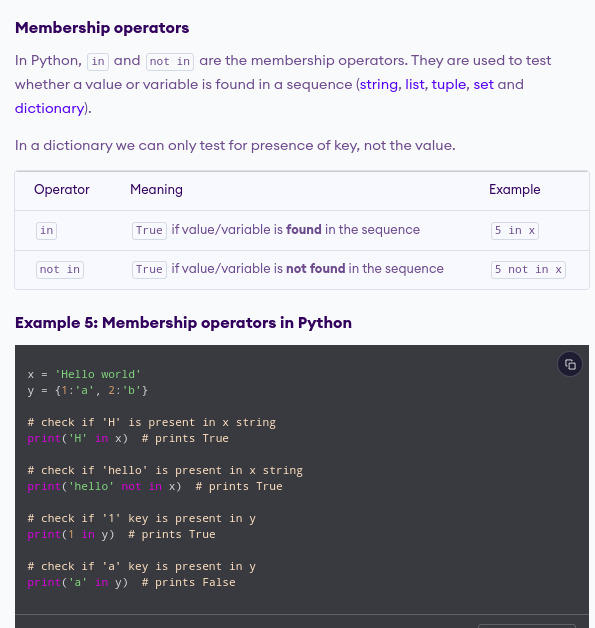 Membership operators
In Python, in and not in are the membership operators. They are used to test
whether a value or variable is found in a sequence (string, list, tuple, set and
dictionary).
In a dictionary we can only test for presence of key, not the value.
Operator Meaning Example
in True if value/variable is found in the sequence 5 in x
not in True if value/variable is not found in the sequence 5 not in x
Example 5: Membership operators in Python
x = 'Hello world'
y = {1:'a', 2:'b'}
# check if 'H' is present in x string
print('H' in x)  # prints True
# check if 'hello' is present in x string
print('hello' not in x)  # prints True
# check if '1' key is present in y
print(1 in y)  # prints True
# check if 'a' key is present in y
print('a' in y)  # prints False